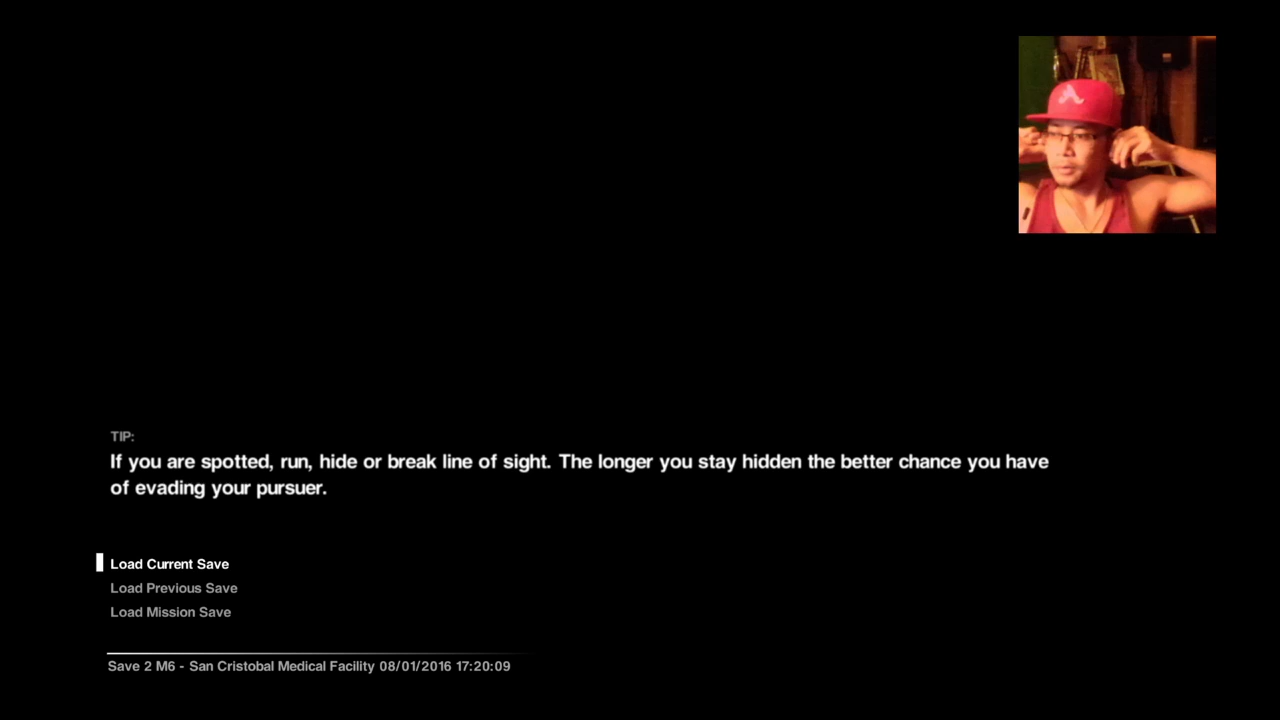 TIP:
If you are spotted, run, hide or break line of sight. The longer you stay hidden the better chance you have
of evading your pursuer.
Load Current Save
Load Previous Save
Load Mission Save
Save 2 M6 - San Cristobal Medical Facility 08/01/2016 17:20:09